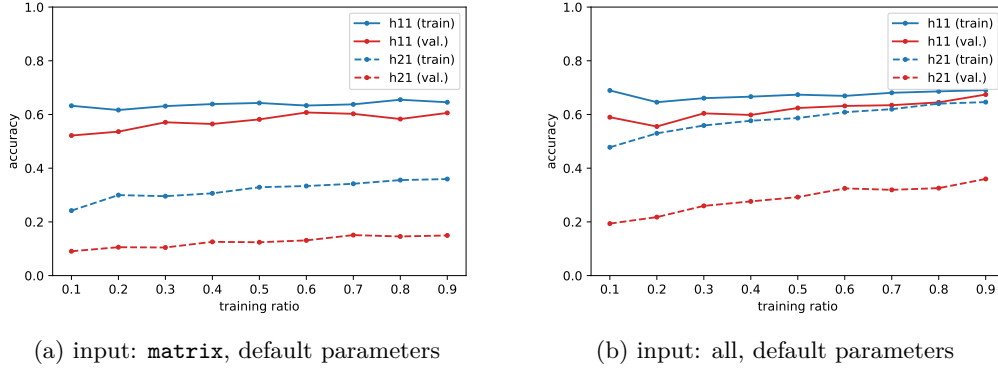 1.0
0.8
0.6
0.4
0.2
0.0
accuracy
0.1 0.2 0.3 0.4 0.5 0.6 0.7 0.8 0.9
training ratio
h11 (train)
h11 (val.)
h21 (train)
h21 (val.)
(a) input: matrix, default parameters
1.0
0.8
0.6
0.4
0.2
0.0
accuracy
0.1 0.2 0.3 0.4 0.5 0.6 0.7 0.8 0.9
training ratio
h11 (train)
h11 (val.)
h21 (train)
h21 (val.)
(b) input: all, default parameters